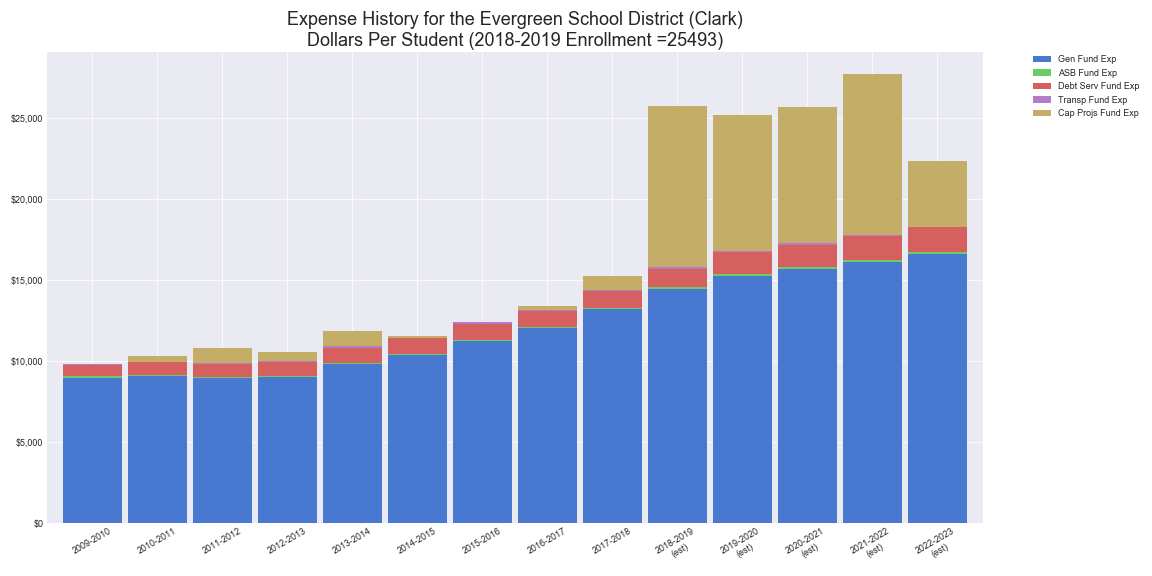 Expense History for the Evergreen School District (Clark)
Dollars Per Student (2018-2019 Enrollment =25493)
Gen Fund Exp
ASB Fund Exp
Debt Serv Fund Exp
Transp Fund Exp
Cap Projs Fund Exp
$25,000
$20,000
$15,000
$10,000
$5,000
$0
2009-2010
2010-2011
2011-2012
2012-2013
2013-2014
2014-2015
2015-2016
2016-2017
2017-2018
2018-2019
(est)
2019-2020
(est)
2020-2021
(est)
2021-2022
(est)
2022-2023
(est)